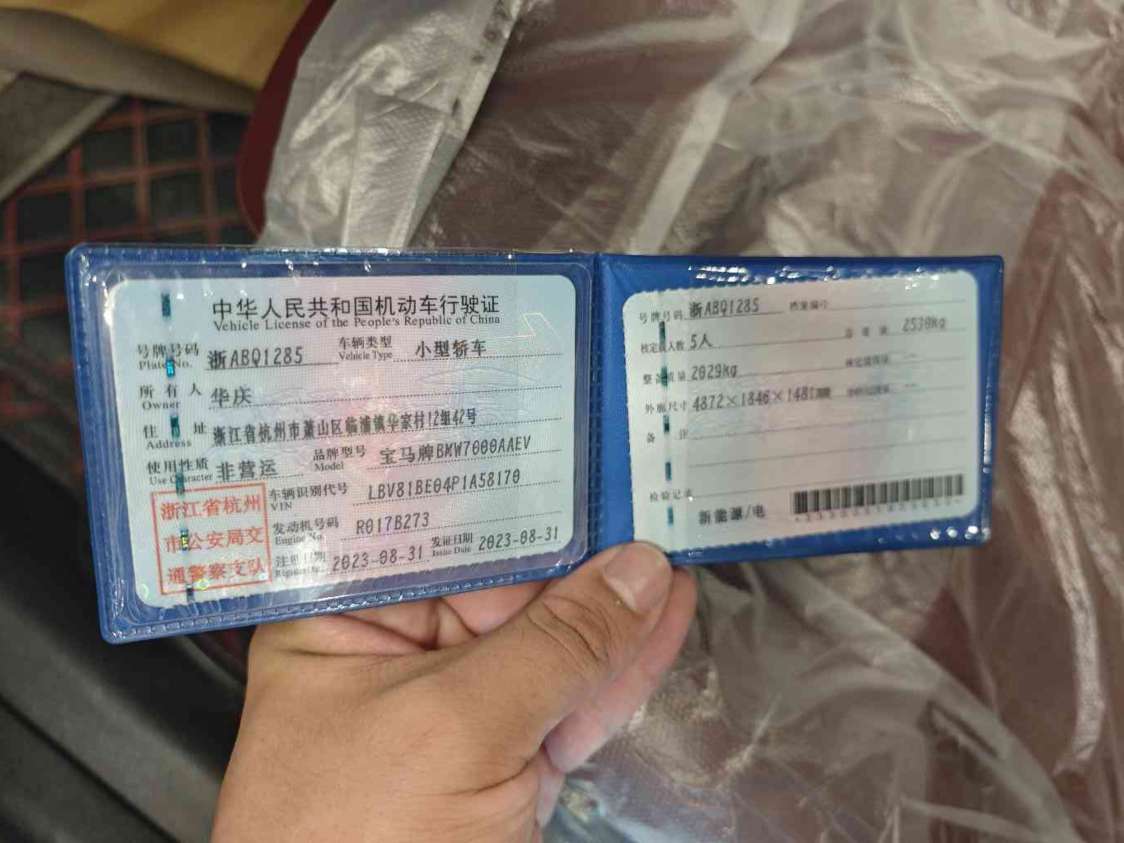 中华人民共和国机动车行驶证
Vehicle License of the People's Republic of China
号牌号码 浙ABQ1285 车辆类型 小型轿车
Plate No. Vehicle Type
所有人 华庆
Owner
住址 浙江省杭州市萧山区临浦镇华家村12组42号
Address
使用性质 非营运 品牌型号 宝马牌BMW7000AAEV
Use Character Model
浙江省杭州
市公安局交
通警察支队
车辆识别代号 LBV81BE04P1A58170
VIN
发动机号码 R017B273
Engine No.
注册日期 2023-08-31 发证日期 2023-08-31
Issue Date
号牌号码 浙ABQ1285 档案编号
核定载人数 5人 总质量 2530kg
整备质量 2029kg 核定载质量
外廓尺寸 4872×1846×1481mm
备注
检验记录
新能源/电